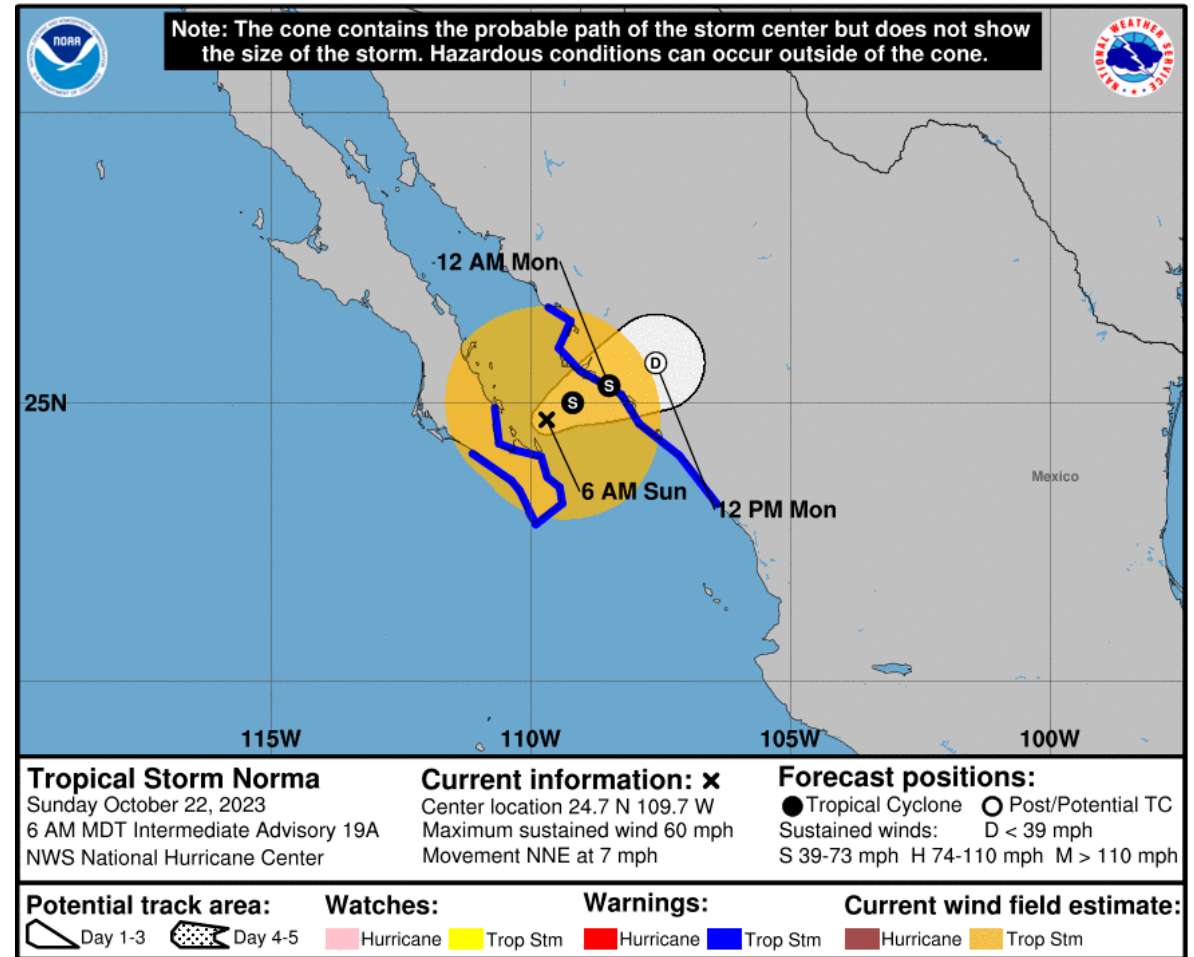 Note: The cone contains the probable path of the storm center but does not show
the size of the storm. Hazardous conditions can occur outside of the cone.
NOAA
NATIONAL WEATHER SERVICE
12 AM Mon
D
S
S
25N
6 AM Sun
12 PM Mon
Mexico
115W 110W 105W 100W
Tropical Storm Norma
Sunday October 22, 2023
6 AM MDT Intermediate Advisory 19A
NWS National Hurricane Center
Current information: ×
Center location 24.7 N 109.7 W
Maximum sustained wind 60 mph
Movement NNE at 7 mph
Forecast positions:
Tropical Cyclone Post/Potential TC
Sustained winds: D < 39 mph
S 39-73 mph H 74-110 mph M > 110 mph
Potential track area:
Day 1-3 Day 4-5
Watches:
Hurricane Trop Stm
Warnings:
Hurricane Trop Stm
Current wind field estimate:
Hurricane Trop Stm